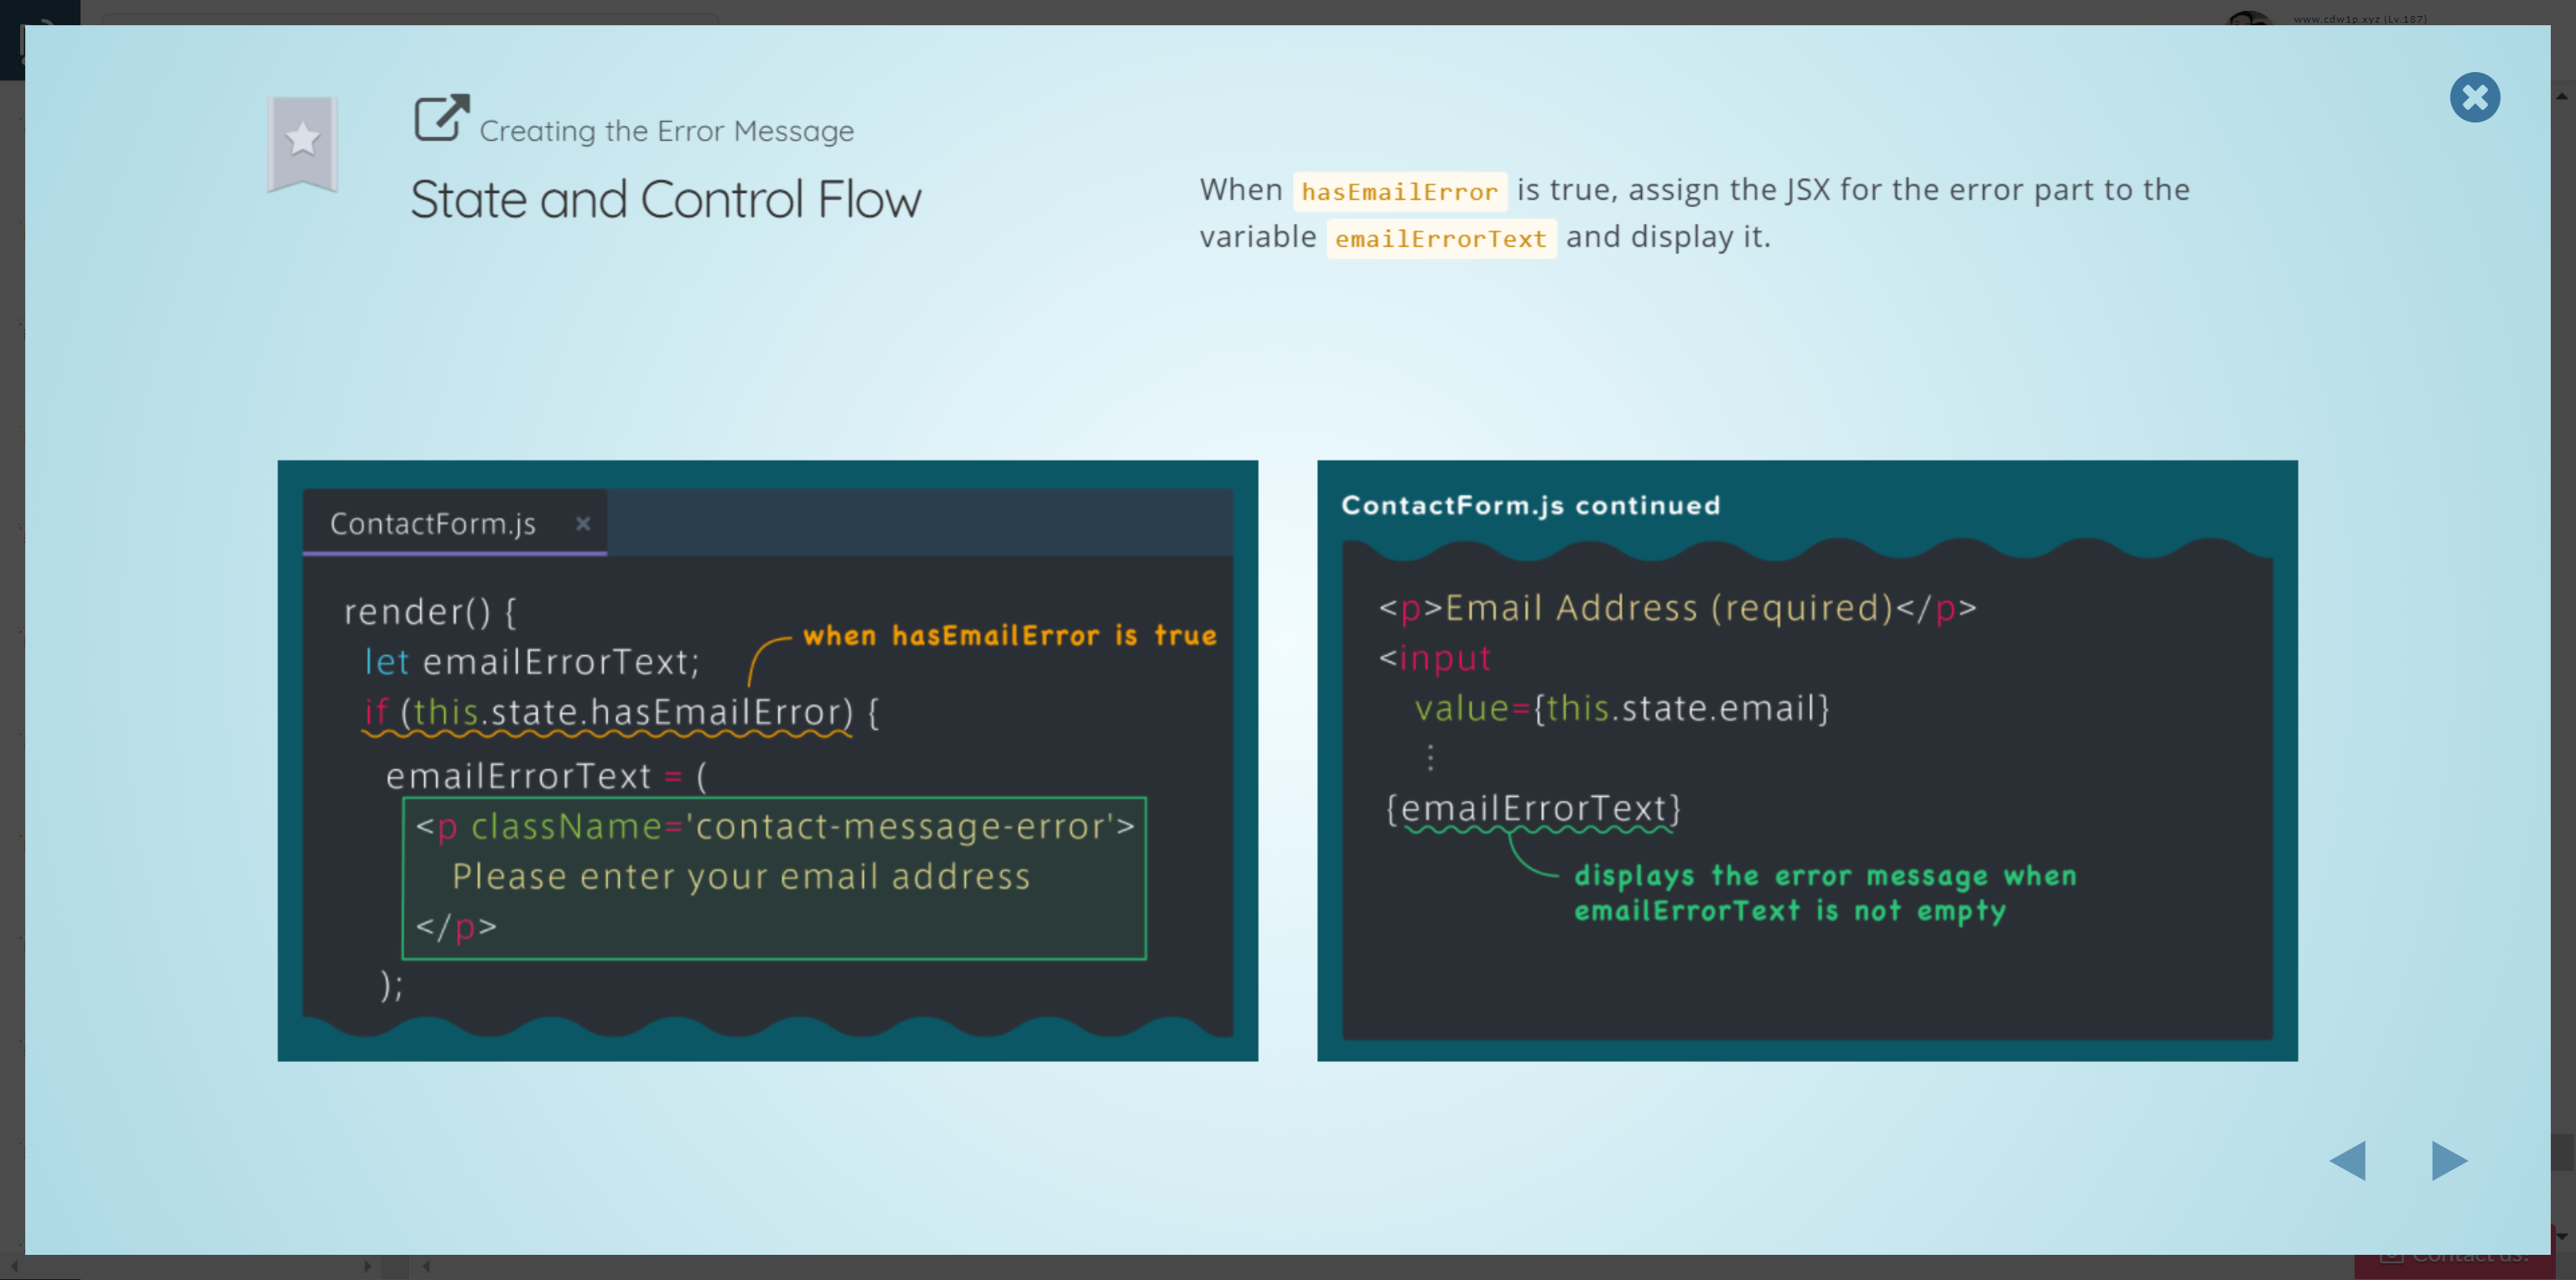 www.cdw1p.xyz (Lv.187)
Creating the Error Message
State and Control Flow
When hasEmailError is true, assign the JSX for the error part to the
variable emailErrorText and display it.
ContactForm.js ×
render() {
let emailErrorText;
when hasEmailError is true
if (this.state.hasEmailError) {
emailErrorText = (
<p className='contact-message-error'>
Please enter your email address
</p>
);
ContactForm.js continued
<p>Email Address (required)</p>
<input
value={this.state.email}
⋮
{emailErrorText}
displays the error message when
emailErrorText is not empty
Contact us!